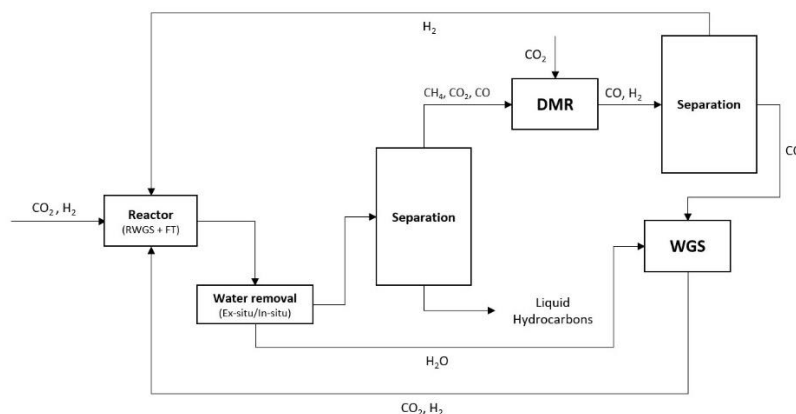 H₂
CO₂
CH₄, CO₂, CO
DMR
CO, H₂
Separation
CO
CO₂ , H₂
Reactor
(RWGS + FT)
Separation
WGS
Water removal
(Ex-situ/In-situ)
Liquid
Hydrocarbons
H₂O
CO₂, H₂